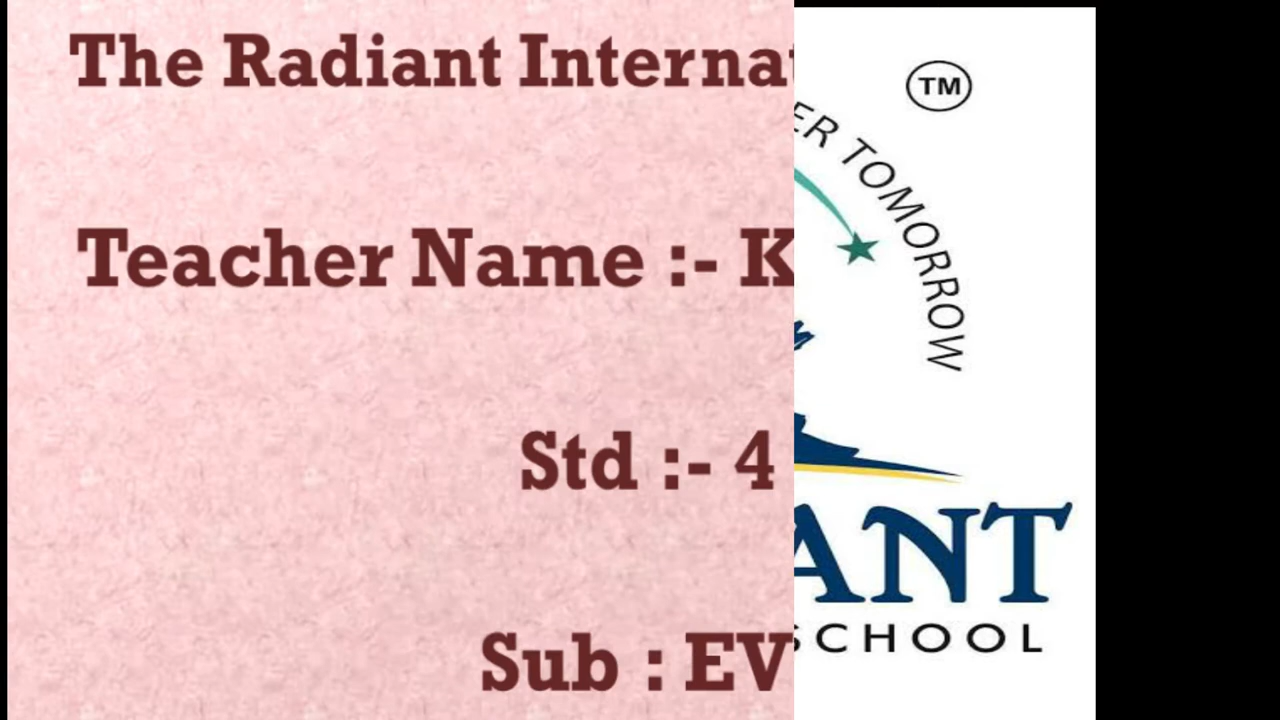 The Radiant Internat
Teacher Name :- K
Std :- 4
Sub : EV
TM
ER TOMORROW
ANT
SCHOOL